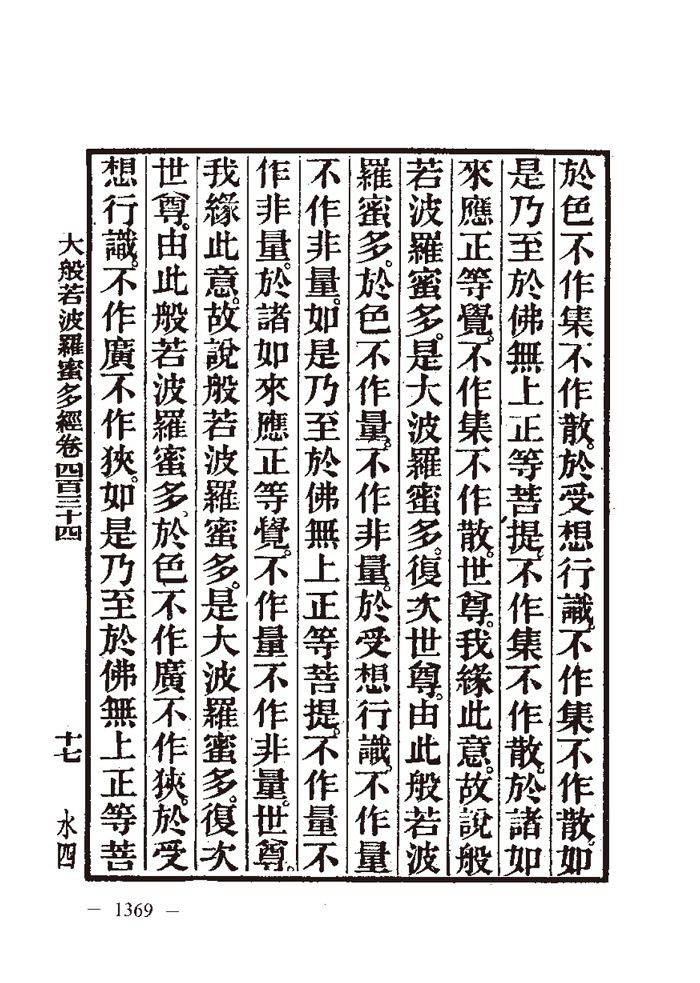 於色不作集不作散。於受想行識。不作集不作散。如
是乃至於佛無上正等菩提。不作集不作散。於諸如
來應正等覺。不作集不作散。世尊。我緣此意。故說般
若波羅蜜多。是大波羅蜜多。復次世尊。由此般若波
羅蜜多。於色不作量。不作非量。於受想行識。不作量
不作非量。如是乃至於佛無上正等菩提。不作量不
作非量。於諸如來應正等覺。不作量不作非量。世尊。
我緣此意。故說般若波羅蜜多。是大波羅蜜多。復次
世尊。由此般若波羅蜜多。於色不作廣不作狹。於受
想行識。不作廣不作狹。如是乃至於佛無上正等菩
大般若波羅蜜多經卷四百三十四 十七 水四
— 1369 —